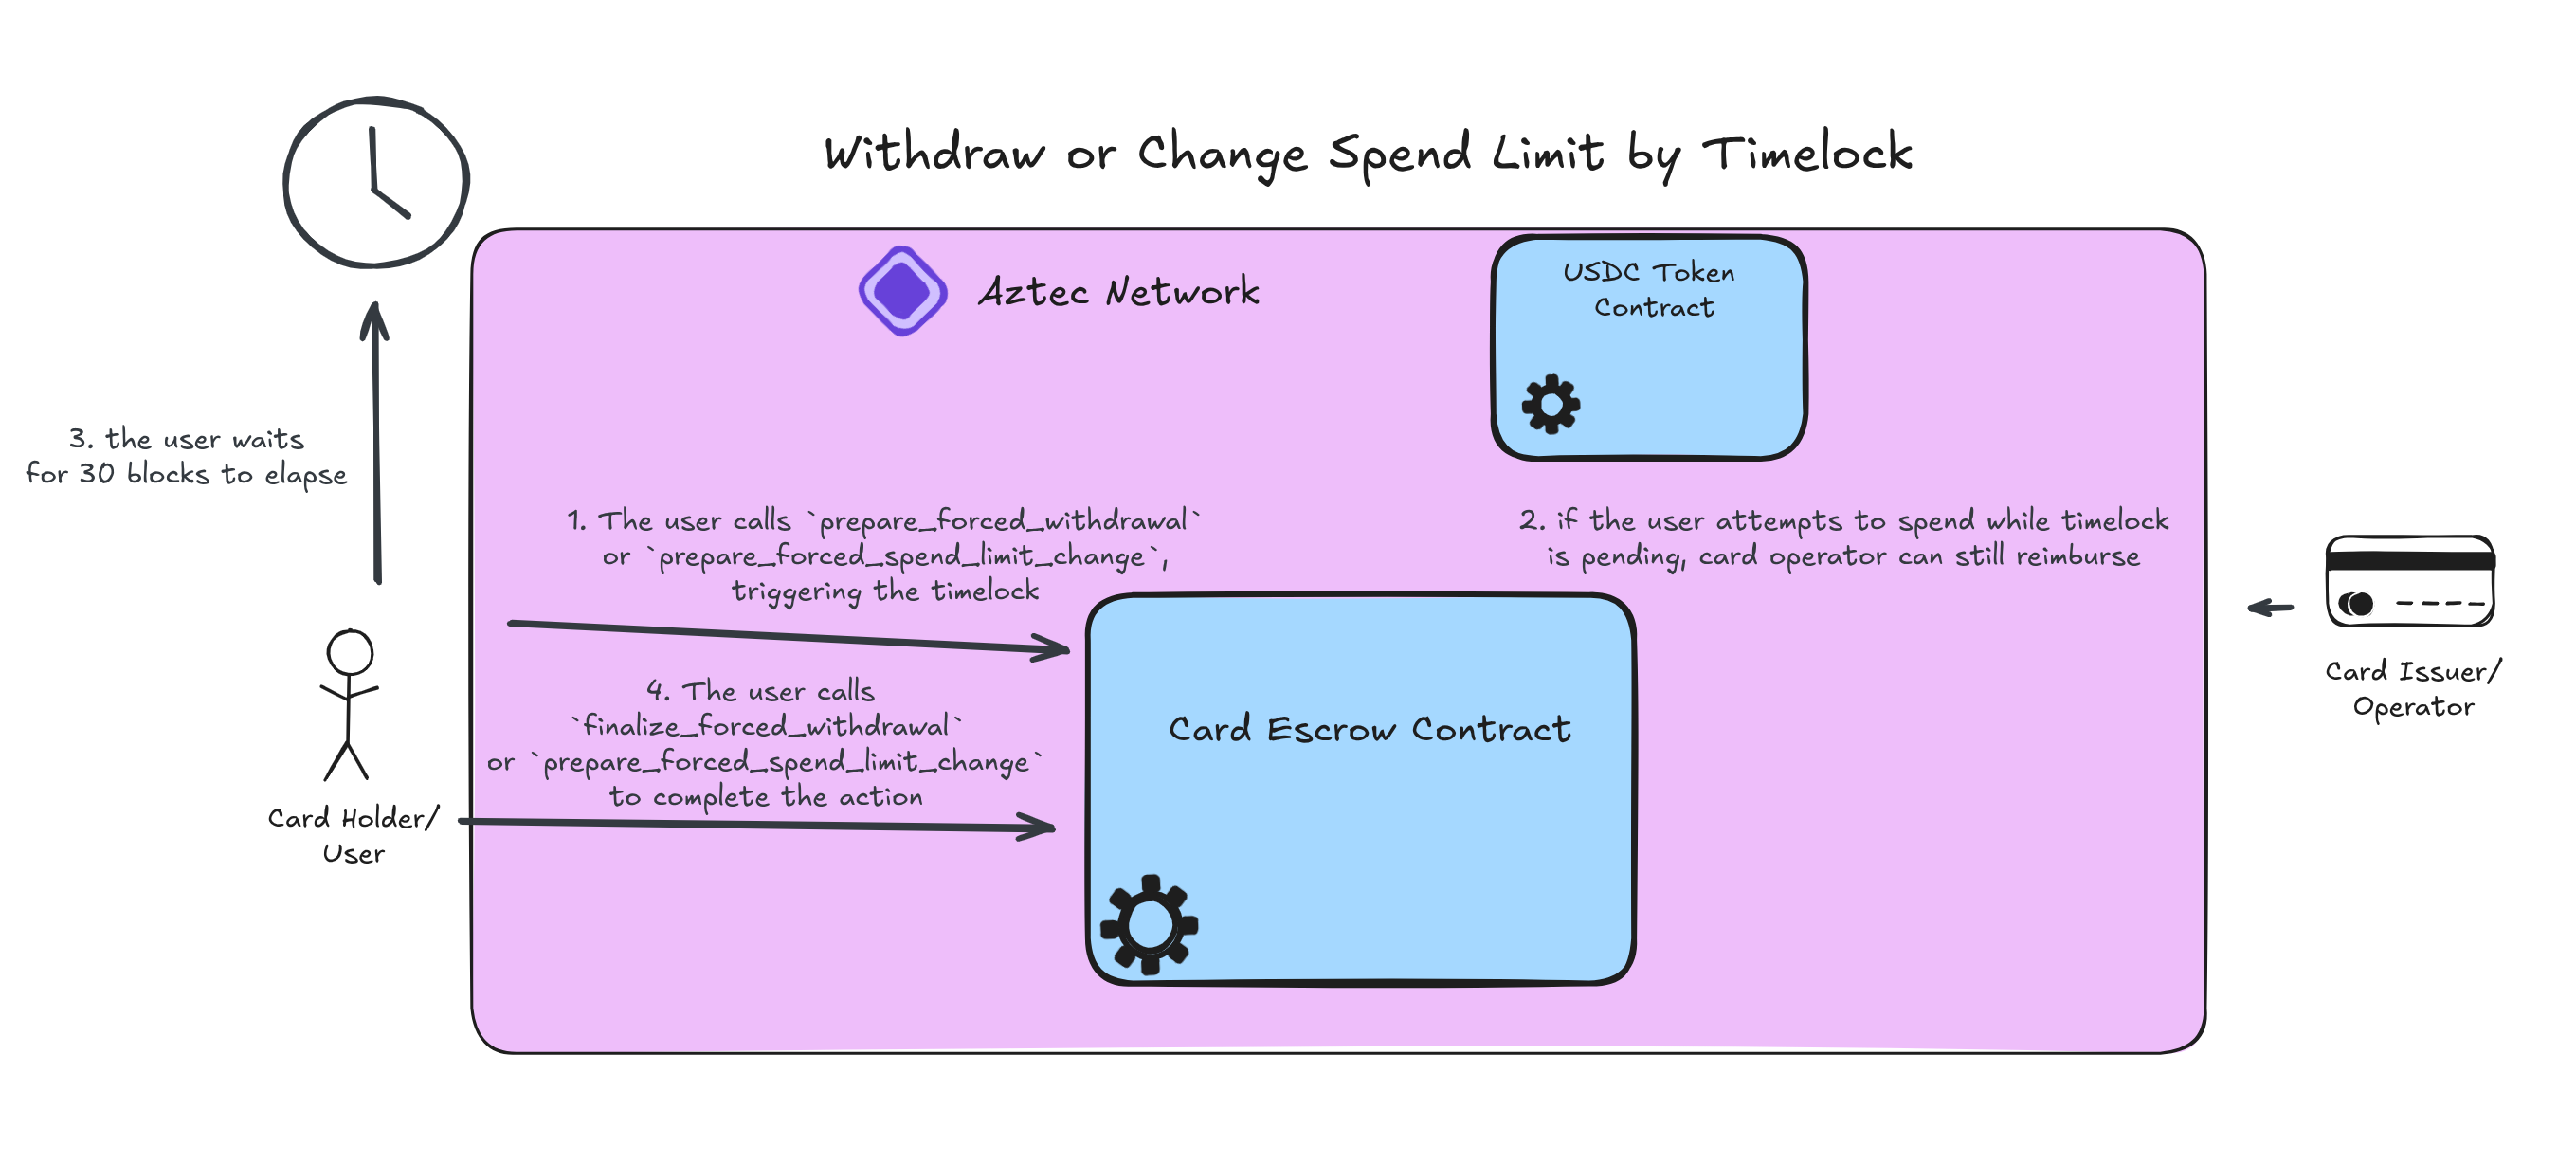 Withdraw or Change Spend Limit by Timelock
Aztec Network
USDC Token
Contract
1. The user calls `prepare_forced_withdrawal`
or `prepare_forced_spend_limit_change`,
triggering the timelock
2. if the user attempts to spend while timelock
is pending, card operator can still reimburse
3. the user waits
for 30 blocks to elapse
4. The user calls
`finalize_forced_withdrawal`
or `prepare_forced_spend_limit_change`
to complete the action
Card Escrow Contract
Card Holder/
User
Card Issuer/
Operator